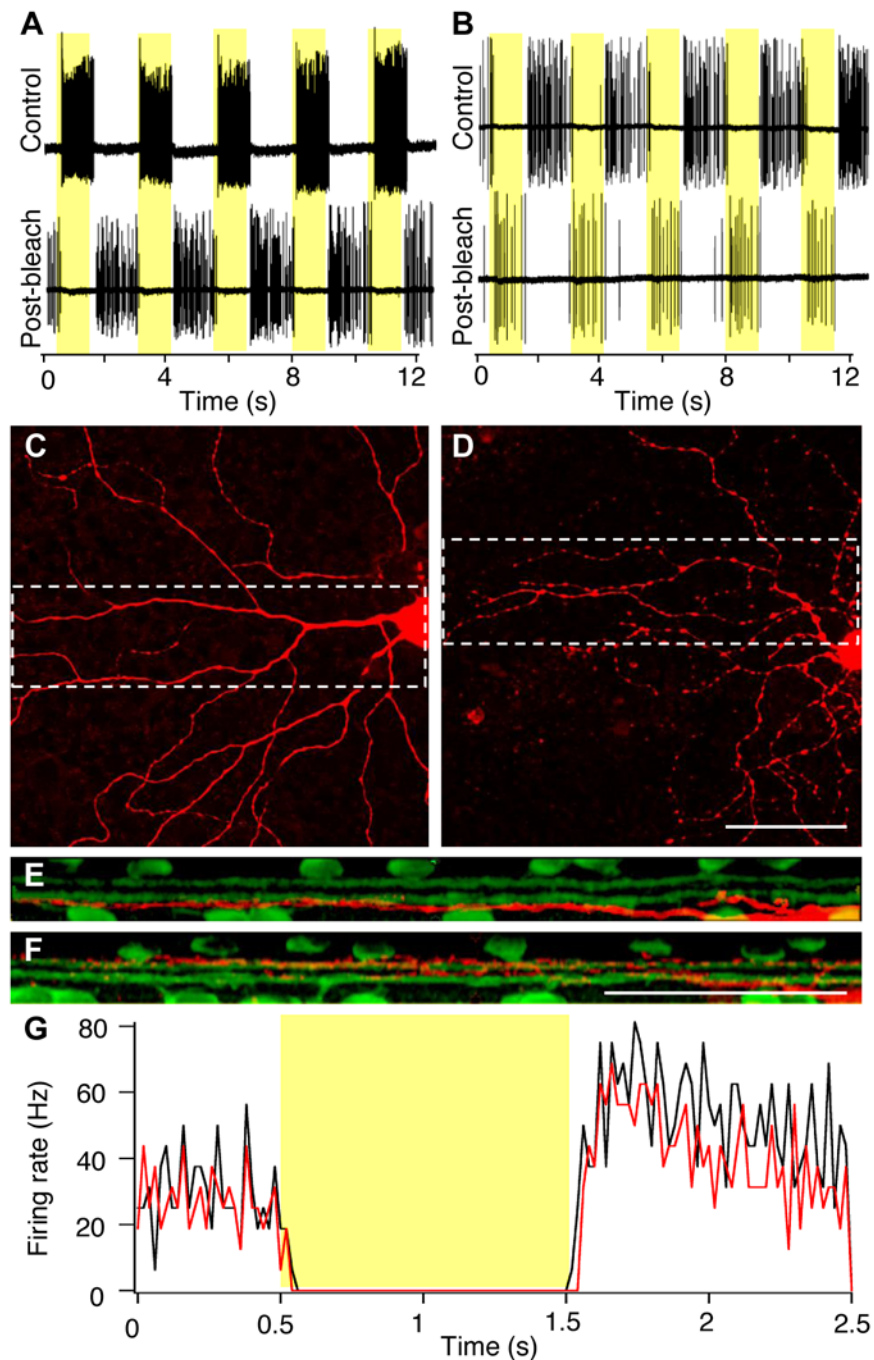 A
B
Control
Control
Post-bleach
Post-bleach
0 4 8 12
0 4 8 12
Time (s)
Time (s)
C
D
E
F
G
80
60
40
20
0
Firing rate (Hz)
0 0.5 1 1.5 2 2.5
Time (s)